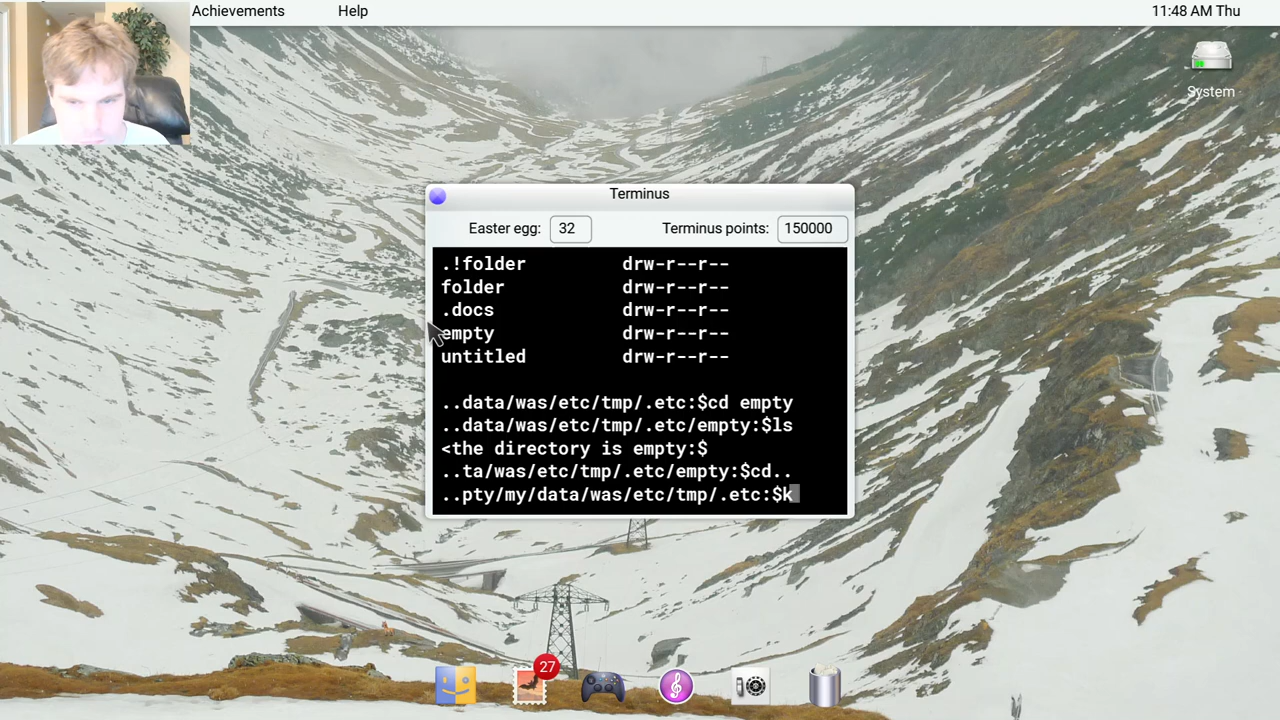 Achievements Help 11:48 AM Thu
System
Terminus
Easter egg: 32 Terminus points: 150000
.!folder drw-r--r--
folder drw-r--r--
.docs drw-r--r--
empty drw-r--r--
untitled drw-r--r--
..data/was/etc/tmp/.etc:$cd empty
..data/was/etc/tmp/.etc/empty:$ls
<the directory is empty:$
..ta/was/etc/tmp/.etc/empty:$cd..
..pty/my/data/was/etc/tmp/.etc:$k
27